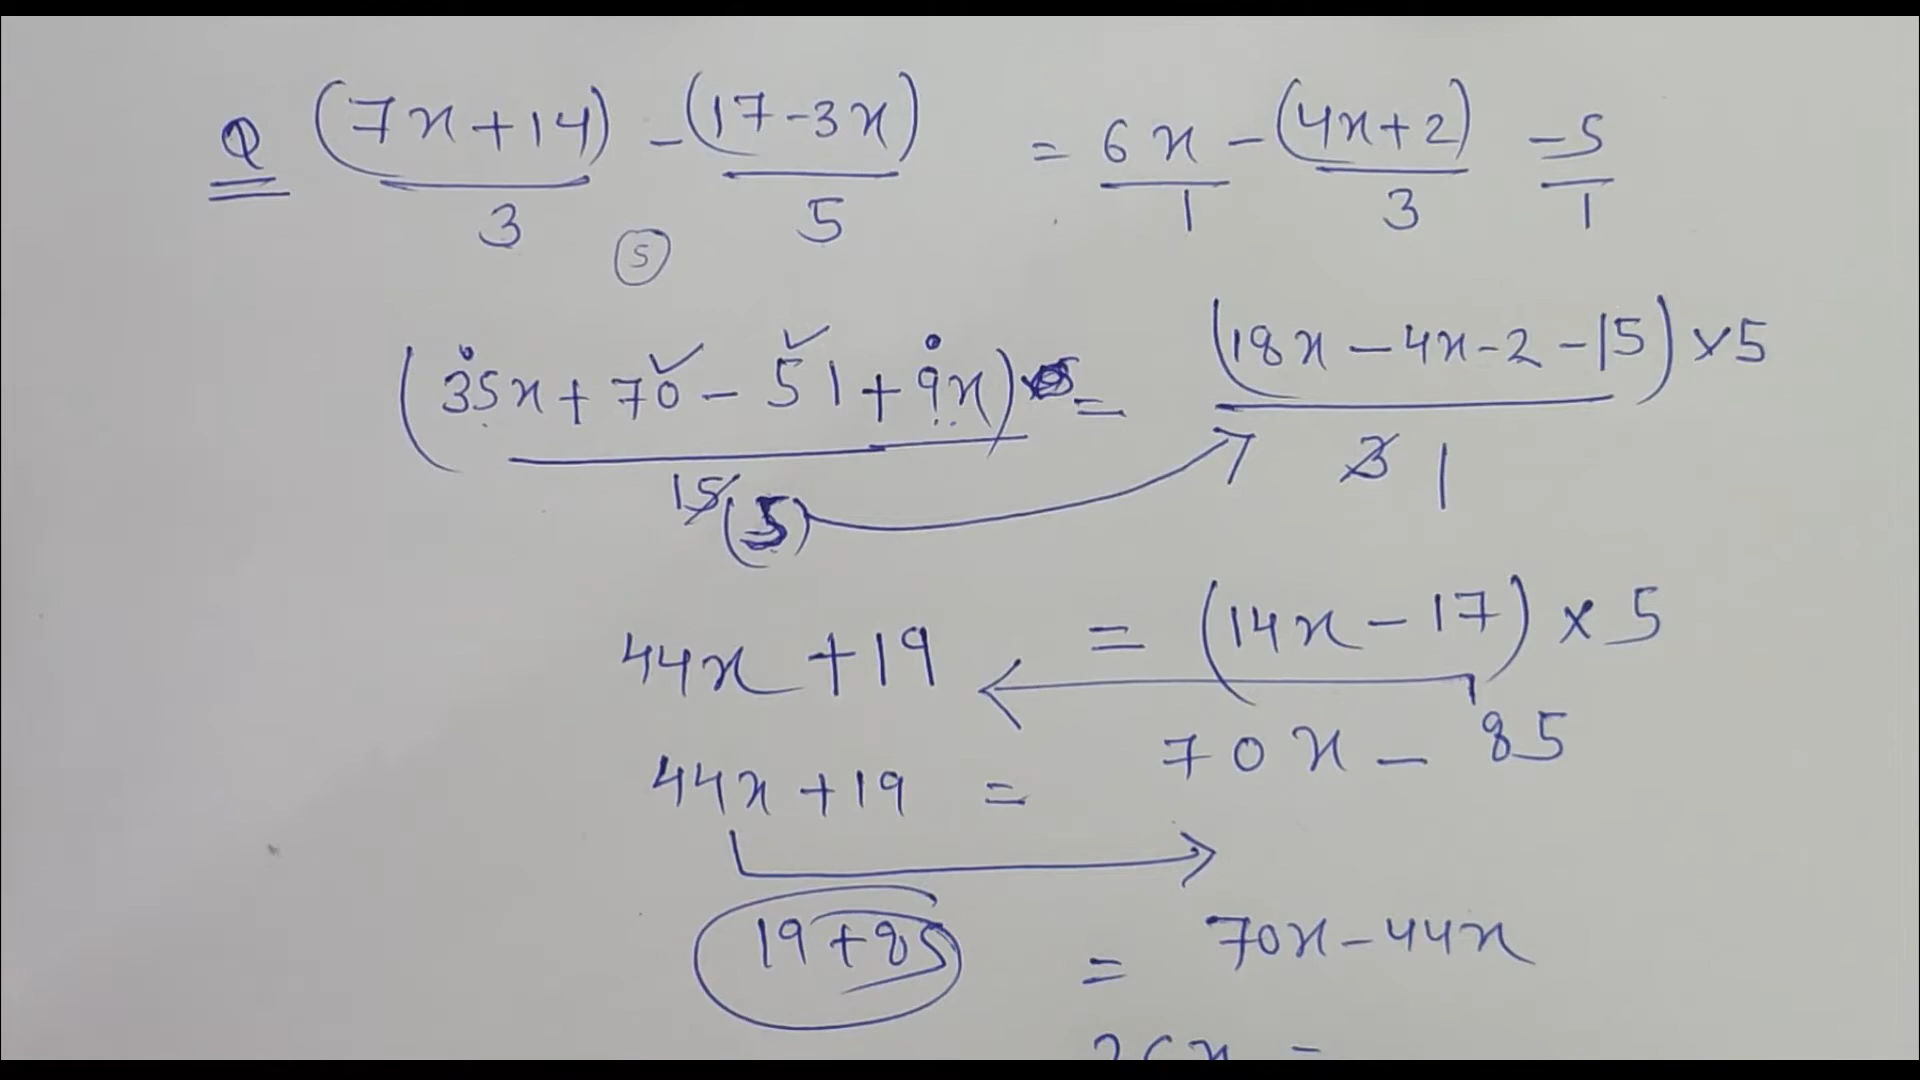 Q (7x+14)/3 - (17-3x)/5 = 6x/1 - (4x+2)/3 - 5/1
5
(35x+70-51+9x)/15 = (18x-4x-2-15)×5/3 1
(5)
44x+19 = (14x-17)×5
44x+19 = 70x-85
19+85 = 70x-44x
26x =